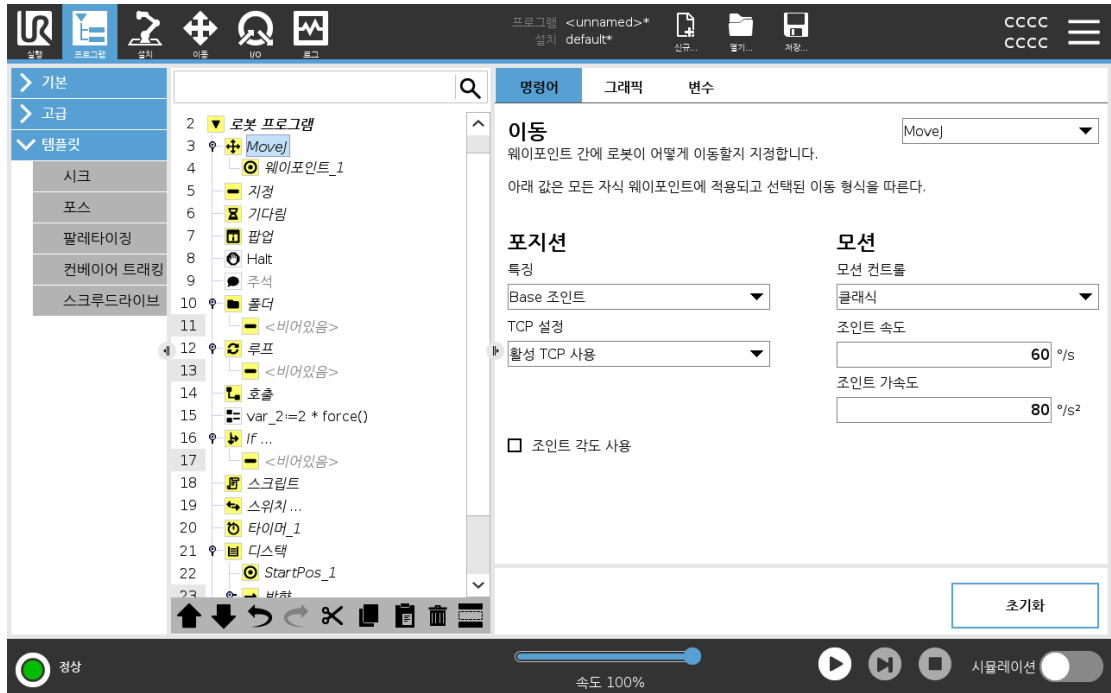 UR
실행
프로그램
설치
이동
I/O
로그
프로그램 <unnamed>*
설치 default*
신규...
열기...
저장...
CCCC
CCCC
기본
고급
템플릿
시크
포스
팔레타이징
컨베이어 트래킹
스크루드라이브
2 로봇 프로그램
3 MoveJ
4 웨이포인트_1
5 지정
6 기다림
7 팝업
8 Halt
9 주석
10 폴더
11 <비어있음>
12 루프
13 <비어있음>
14 호출
15 var_2≔2 * force()
16 If ...
17 <비어있음>
18 스크립트
19 스위치 ...
20 타이머_1
21 디스택
22 StartPos_1
23 방향
명령어 그래픽 변수
이동
MoveJ
웨이포인트 간에 로봇이 어떻게 이동할지 지정합니다.
아래 값은 모든 자식 웨이포인트에 적용되고 선택된 이동 형식을 따른다.
포지션
특징
Base 조인트
TCP 설정
활성 TCP 사용
조인트 각도 사용
모션
모션 컨트롤
클래식
조인트 속도
60 °/s
조인트 가속도
80 °/s²
초기화
정상
속도 100%
시뮬레이션